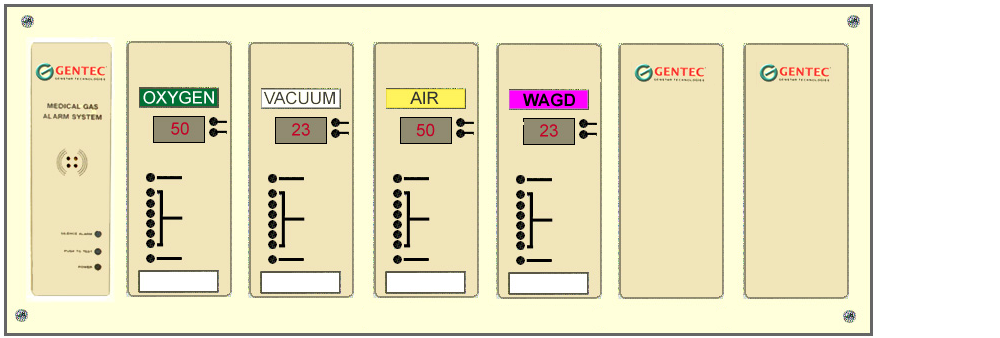 GENTEC
GENSTAR TECHNOLOGIES
MEDICAL GAS
ALARM SYSTEM
SILENCE ALARM
PUSH TO TEST
POWER
OXYGEN
50
VACUUM
23
AIR
50
WAGD
23
GENTEC
GENSTAR TECHNOLOGIES
GENTEC
GENSTAR TECHNOLOGIES